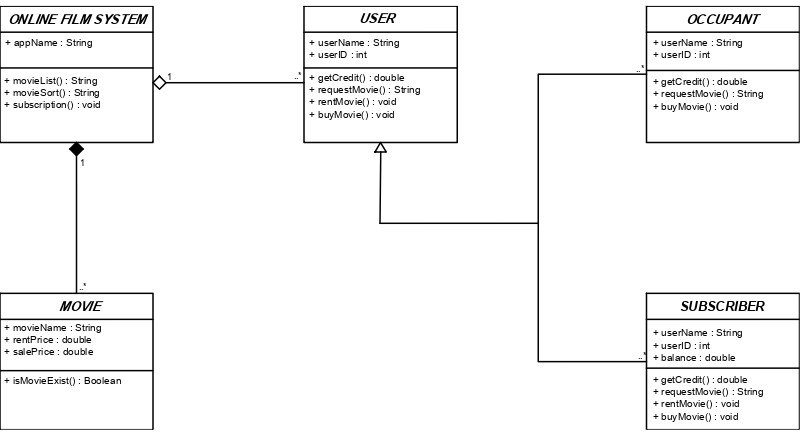 ONLINE FILM SYSTEM
+ appName : String
+ movieList() : String
+ movieSort() : String
+ subscription() : void
1
..*
USER
+ userName : String
+ userID : int
+ getCredit() : double
+ requestMovie() : String
+ rentMovie() : void
+ buyMovie() : void
..*
OCCUPANT
+ userName : String
+ userID : int
+ getCredit() : double
+ requestMovie() : String
+ buyMovie() : void
1
..*
MOVIE
+ movieName : String
+ rentPrice : double
+ salePrice : double
+ isMovieExist() : Boolean
..*
SUBSCRIBER
+ userName : String
+ userID : int
+ balance : double
+ getCredit() : double
+ requestMovie() : String
+ rentMovie() : void
+ buyMovie() : void